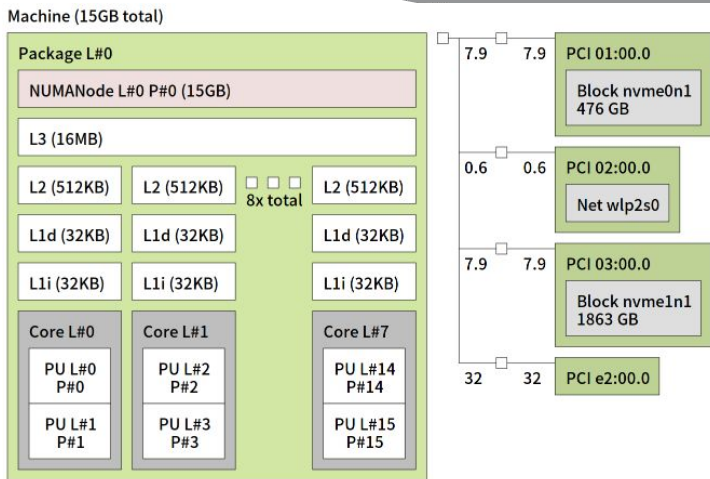 Machine (15GB total)
Package L#0
NUMANode L#0 P#0 (15GB)
L3 (16MB)
L2 (512KB) L2 (512KB) 8x total L2 (512KB)
L1d (32KB) L1d (32KB) L1d (32KB)
L1i (32KB) L1i (32KB) L1i (32KB)
Core L#0 Core L#1 Core L#7
PU L#0 PU L#2 PU L#14
P#0 P#2 P#14
PU L#1 PU L#3 PU L#15
P#1 P#3 P#15
7.9 7.9 PCI 01:00.0
Block nvme0n1
476 GB
0.6 0.6 PCI 02:00.0
Net wlp2s0
7.9 7.9 PCI 03:00.0
Block nvme1n1
1863 GB
32 32 PCI e2:00.0